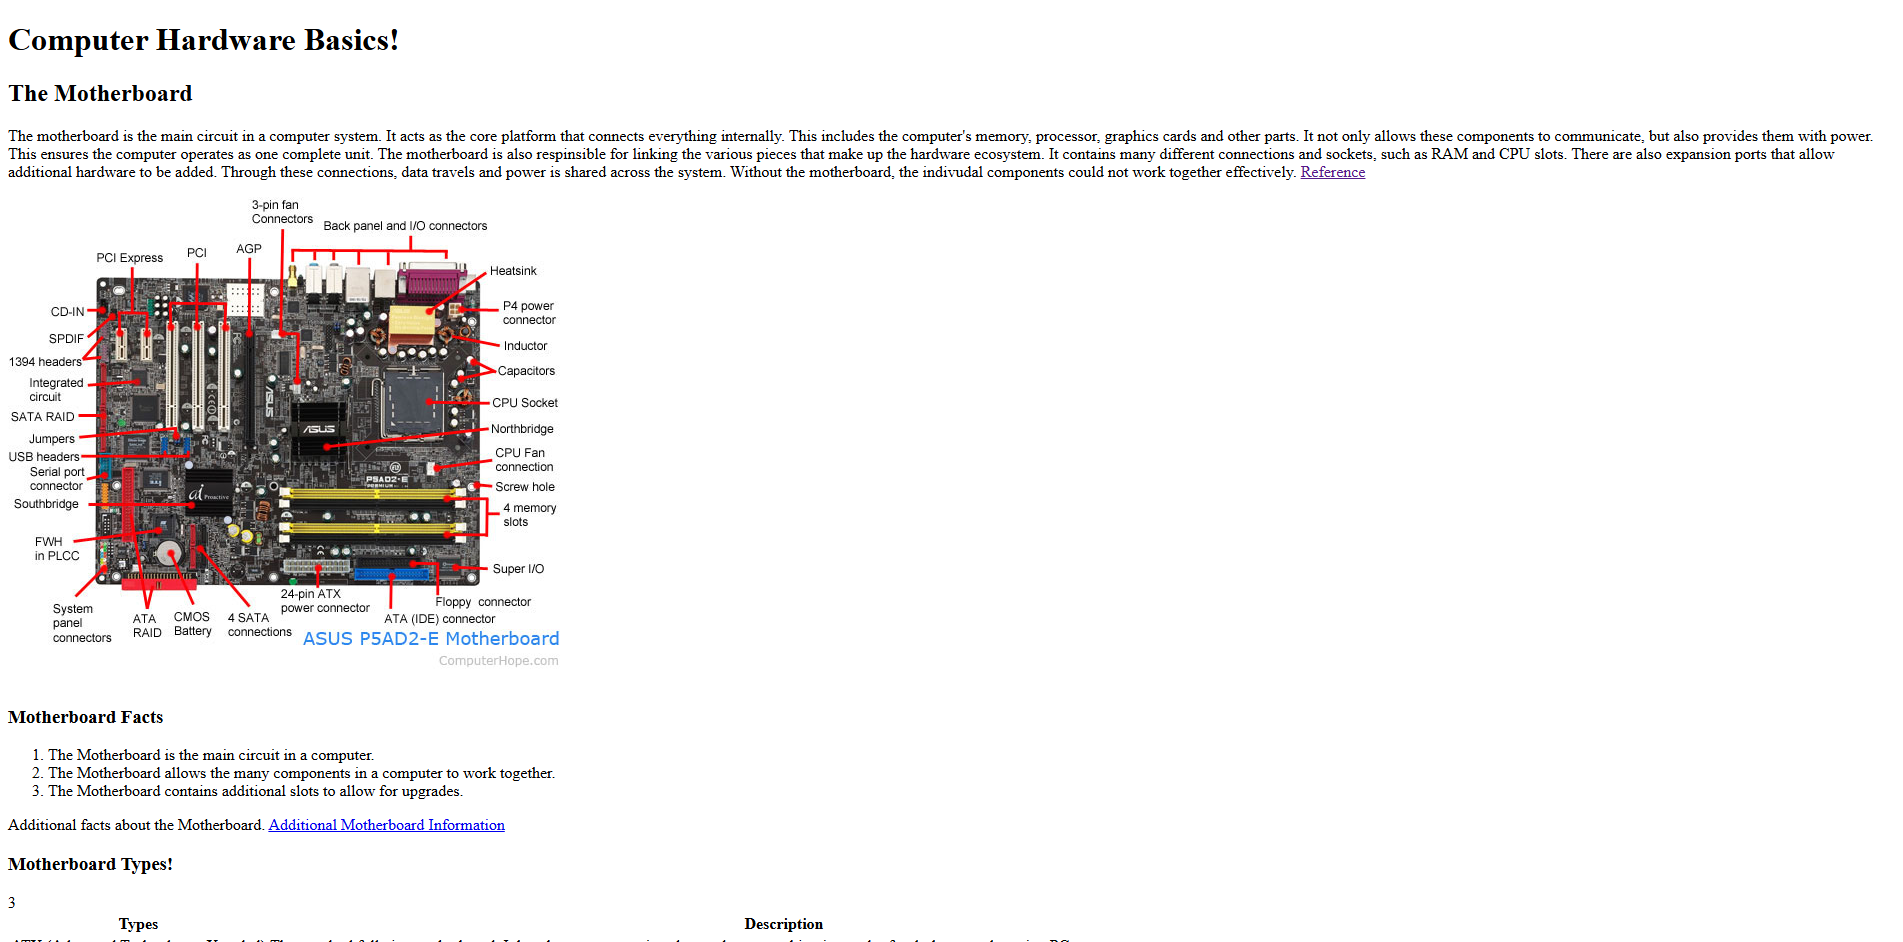 Computer Hardware Basics!
The Motherboard
The motherboard is the main circuit in a computer system. It acts as the core platform that connects everything internally. This includes the computer's memory, processor, graphics cards and other parts. It not only allows these components to communicate, but also provides them with power.
This ensures the computer operates as one complete unit. The motherboard is also respinsible for linking the various pieces that make up the hardware ecosystem. It contains many different connections and sockets, such as RAM and CPU slots. There are also expansion ports that allow
additional hardware to be added. Through these connections, data travels and power is shared across the system. Without the motherboard, the indivudal components could not work together effectively. Reference
3-pin fan
Connectors
Back panel and I/O connectors
PCI Express
PCI
AGP
Heatsink
CD-IN
P4 power
connector
SPDIF
Inductor
1394 headers
Capacitors
Integrated
circuit
CPU Socket
SATA RAID
ASUS
ASUS
Northbridge
Jumpers
USB headers
CPU Fan
connection
Serial port
connector
P5AD2-E
PREMIUM
Screw hole
Southbridge
ai Proactive
4 memory
slots
FWH
in PLCC
Super I/O
System
panel
connectors
ATA
RAID
CMOS
Battery
4 SATA
connections
24-pin ATX
power connector
Floppy connector
ATA (IDE) connector
ASUS P5AD2-E Motherboard
ComputerHope.com
Motherboard Facts
1. The Motherboard is the main circuit in a computer.
2. The Motherboard allows the many components in a computer to work together.
3. The Motherboard contains additional slots to allow for upgrades.
Additional facts about the Motherboard. Additional Motherboard Information
Motherboard Types!
3
Types Description